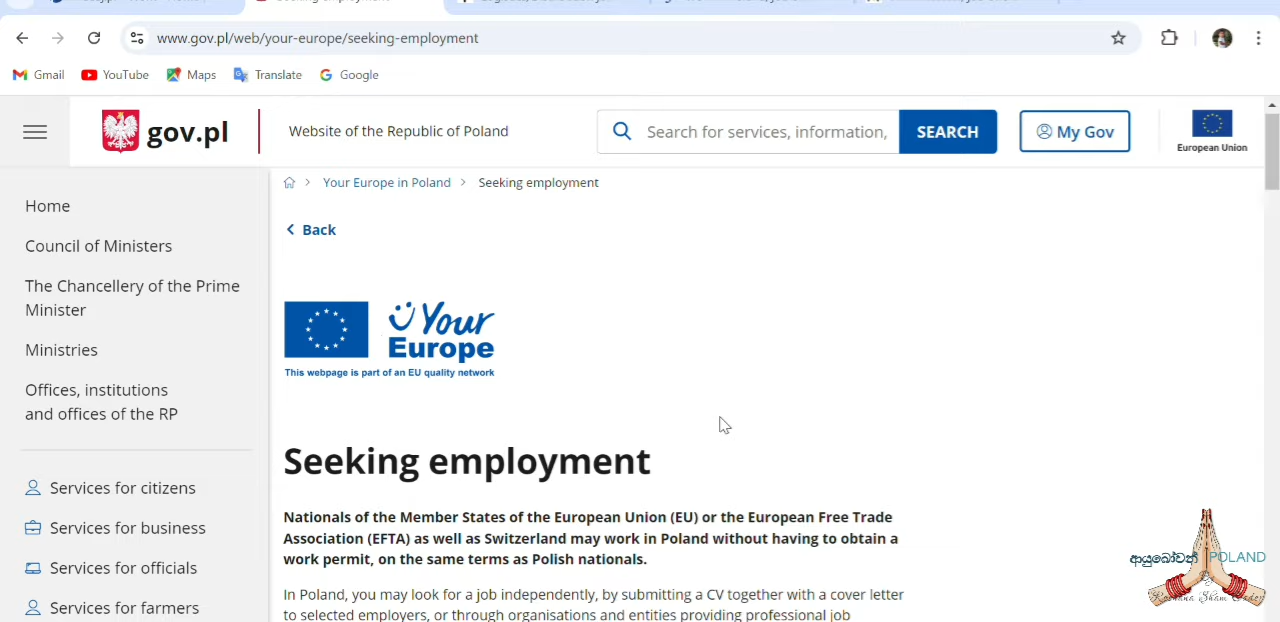 www.gov.pl/web/your-europe/seeking-employment
Gmail YouTube Maps Translate Google
gov.pl
Website of the Republic of Poland
Search for services, information,
SEARCH
My Gov
European Union
Home
Council of Ministers
The Chancellery of the Prime
Minister
Ministries
Offices, institutions
and offices of the RP
Services for citizens
Services for business
Services for officials
Services for farmers
Your Europe in Poland > Seeking employment
Back
Your
Europe
This webpage is part of an EU quality network
Seeking employment
Nationals of the Member States of the European Union (EU) or the European Free Trade
Association (EFTA) as well as Switzerland may work in Poland without having to obtain a
work permit, on the same terms as Polish nationals.
In Poland, you may look for a job independently, by submitting a CV together with a cover letter
to selected employers, or through organisations and entities providing professional job
ආයුබෝවන් POLAND